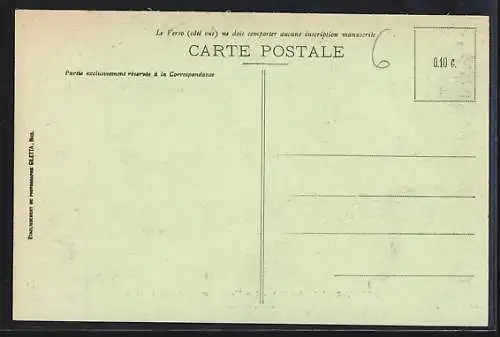 Le Verso (côté vue) ne doit comporter aucune inscription manuscrite
CARTE POSTALE
6
0.10 c.
Partie exclusivement réservée à la Correspondance
ETABLISSEMENT DE PHOTOGRAPHIE GILETTA, Nice.